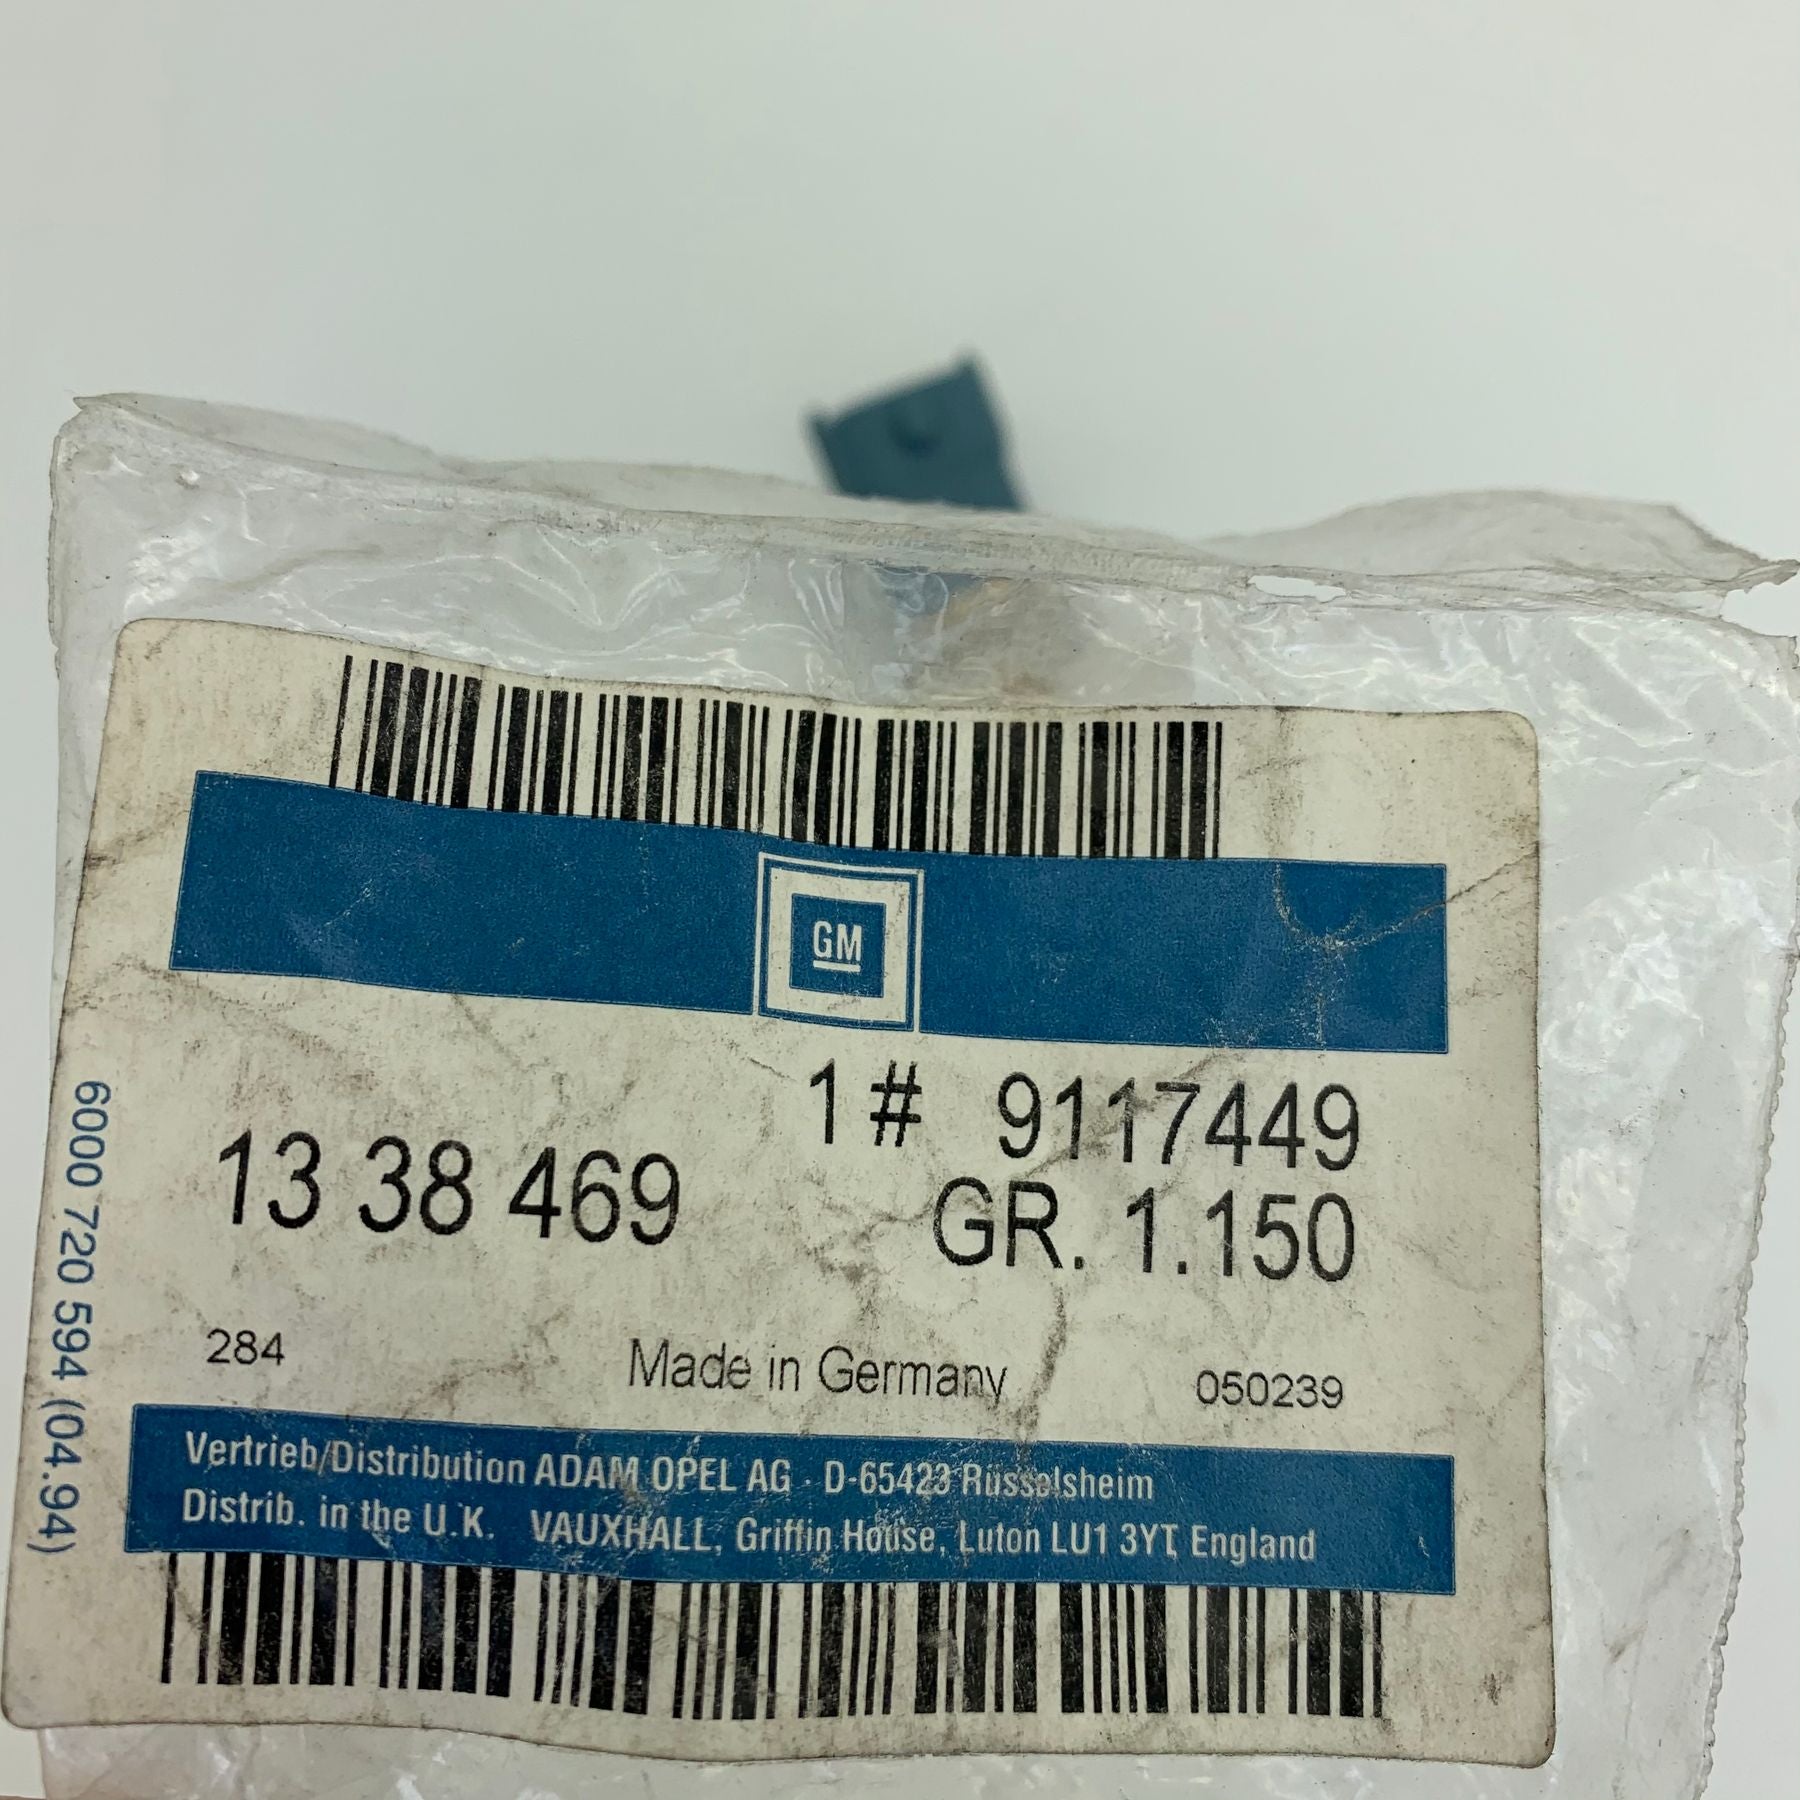 GM
1 # 9117449
13 38 469
GR. 1.150
284
Made in Germany
050239
Vertrieb/Distribution ADAM OPEL AG · D-65423 Rüsselsheim
Distrib. in the U.K. VAUXHALL, Griffin House, Luton LU1 3YT, England
6000 720 594 (04.94)